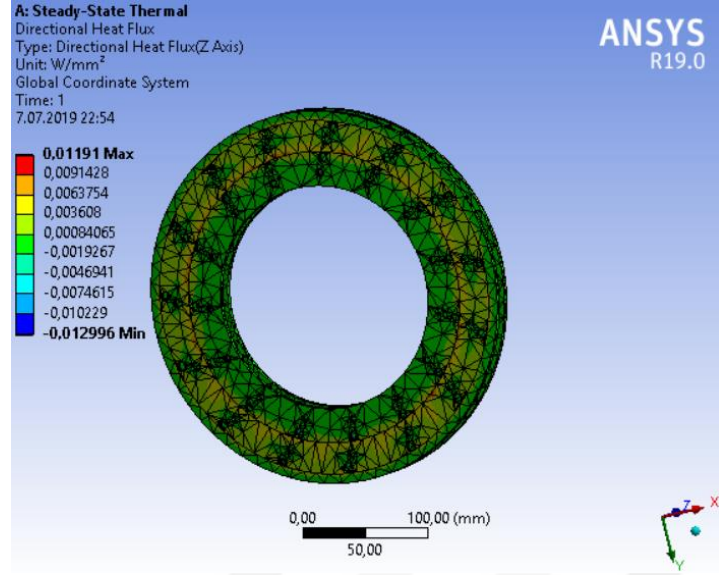 A: Steady-State Thermal
Directional Heat Flux
Type: Directional Heat Flux(Z Axis)
Unit: W/mm²
Global Coordinate System
Time: 1
7.07.2019 22:54
ANSYS
R19.0
0,01191 Max
0,0091428
0,0063754
0,003608
0,00084065
-0,0019267
-0,0046941
-0,0074615
-0,010229
-0,012996 Min
0,00 100,00 (mm)
50,00
Z X
Y